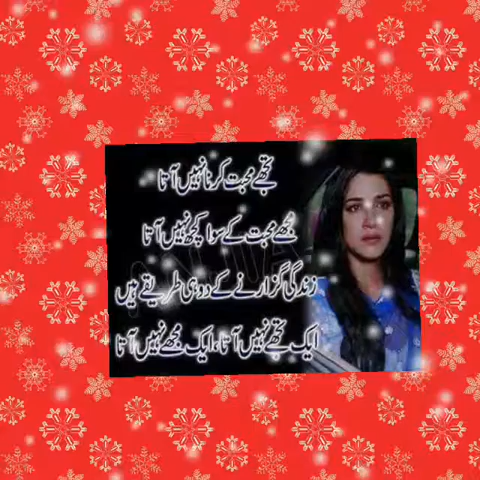 تجھے محبت کرنا نہیں آتا
مجھے محبت کے سوا کچھ نہیں آتا
زندگی گزارنے کے دو ہی طریقے ہیں
ایک تجھے نہیں آتا، ایک مجھے نہیں آتا